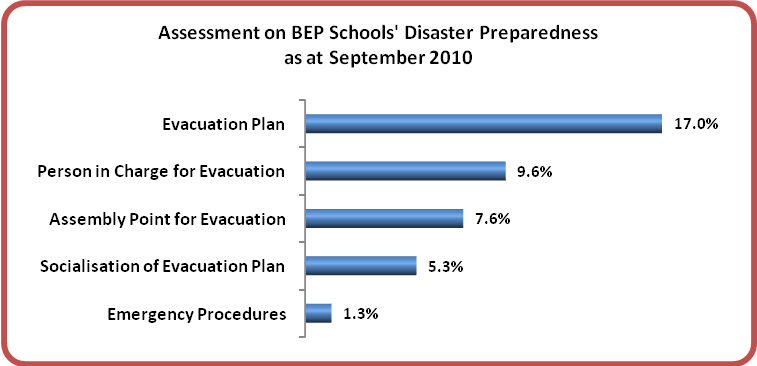 Assessment on BEP Schools' Disaster Preparedness
as at September 2010
Evacuation Plan 17.0%
Person in Charge for Evacuation 9.6%
Assembly Point for Evacuation 7.6%
Socialisation of Evacuation Plan 5.3%
Emergency Procedures 1.3%